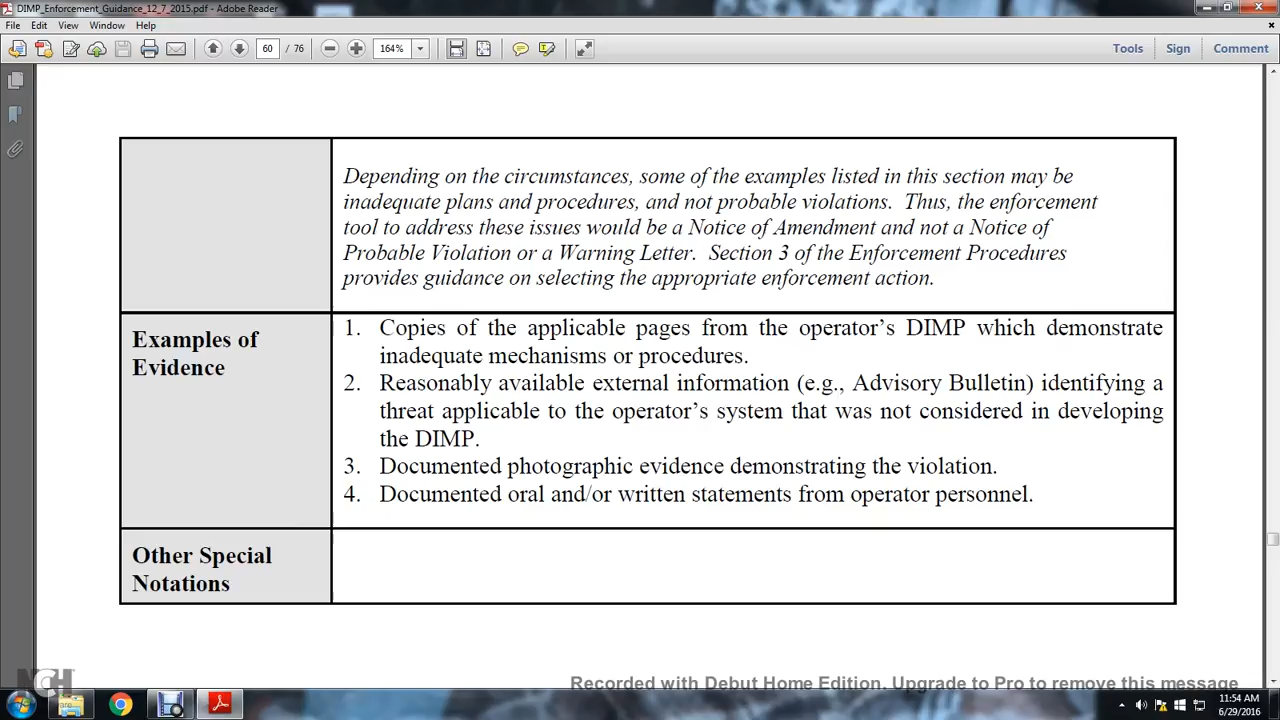 DIMP_Enforcement_Guidance_12_7_2015.pdf - Adobe Reader
File Edit View Window Help
60 / 76 164% Tools Sign Comment
Depending on the circumstances, some of the examples listed in this section may be
inadequate plans and procedures, and not probable violations. Thus, the enforcement
tool to address these issues would be a Notice of Amendment and not a Notice of
Probable Violation or a Warning Letter. Section 3 of the Enforcement Procedures
provides guidance on selecting the appropriate enforcement action.
Examples of
Evidence
1. Copies of the applicable pages from the operator's DIMP which demonstrate
inadequate mechanisms or procedures.
2. Reasonably available external information (e.g., Advisory Bulletin) identifying a
threat applicable to the operator's system that was not considered in developing
the DIMP.
3. Documented photographic evidence demonstrating the violation.
4. Documented oral and/or written statements from operator personnel.
Other Special
Notations
NCH
Recorded with Debut Home Edition. Upgrade to Pro to remove this message
11:54 AM
6/29/2016